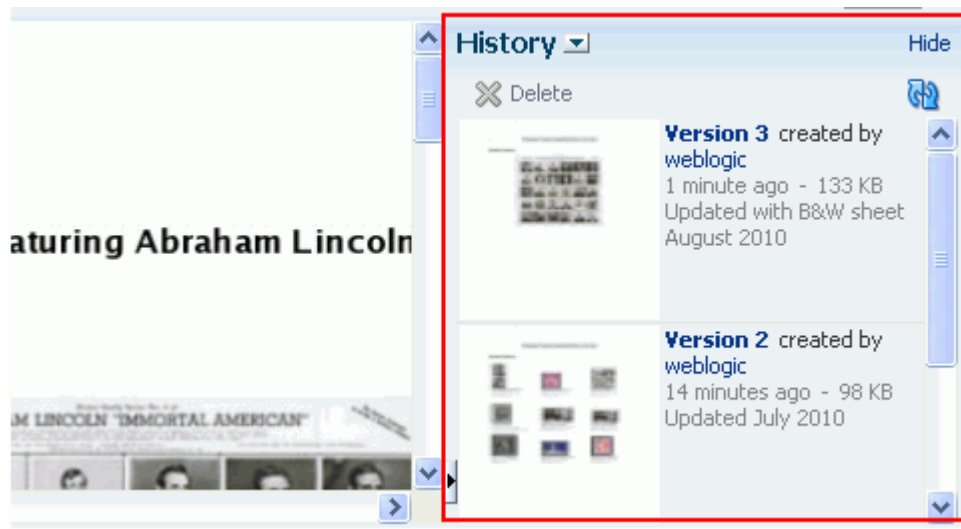 aturing Abraham Lincoln
AM LINCOLN "IMMORTAL AMERICAN"
History
Hide
Delete
Version 3 created by
weblogic
1 minute ago - 133 KB
Updated with B&W sheet
August 2010
Version 2 created by
weblogic
14 minutes ago - 98 KB
Updated July 2010